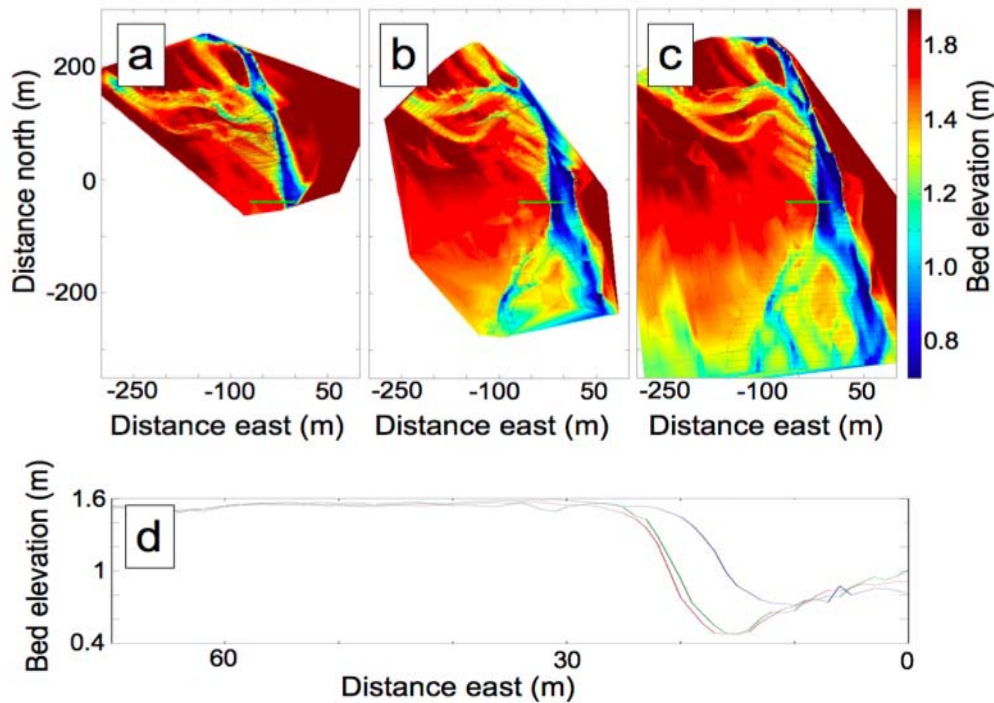 a
b
c
200
0
-200
Distance north (m)
-250 -100 50
-250 -100 50
-250 -100 50
Distance east (m)
Distance east (m)
Distance east (m)
1.8
1.6
1.4
1.2
1.0
0.8
Bed elevation (m)
d
1.6
1
0.4
Bed elevation (m)
60 30 0
Distance east (m)